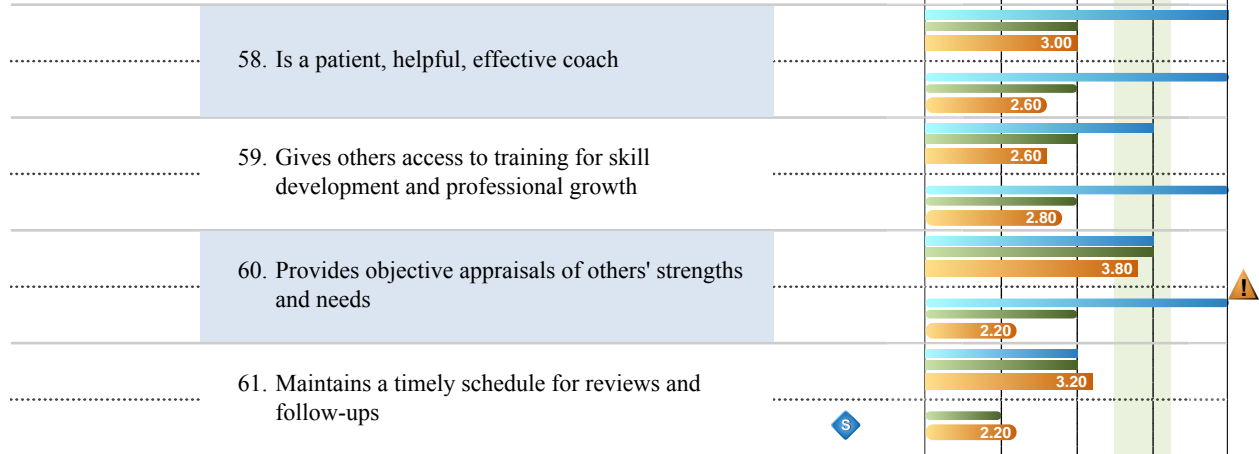 58. Is a patient, helpful, effective coach
3.00
2.60
59. Gives others access to training for skill
development and professional growth
2.60
2.80
60. Provides objective appraisals of others' strengths
and needs
3.80
!
2.20
61. Maintains a timely schedule for reviews and
follow-ups
3.20
S
2.20